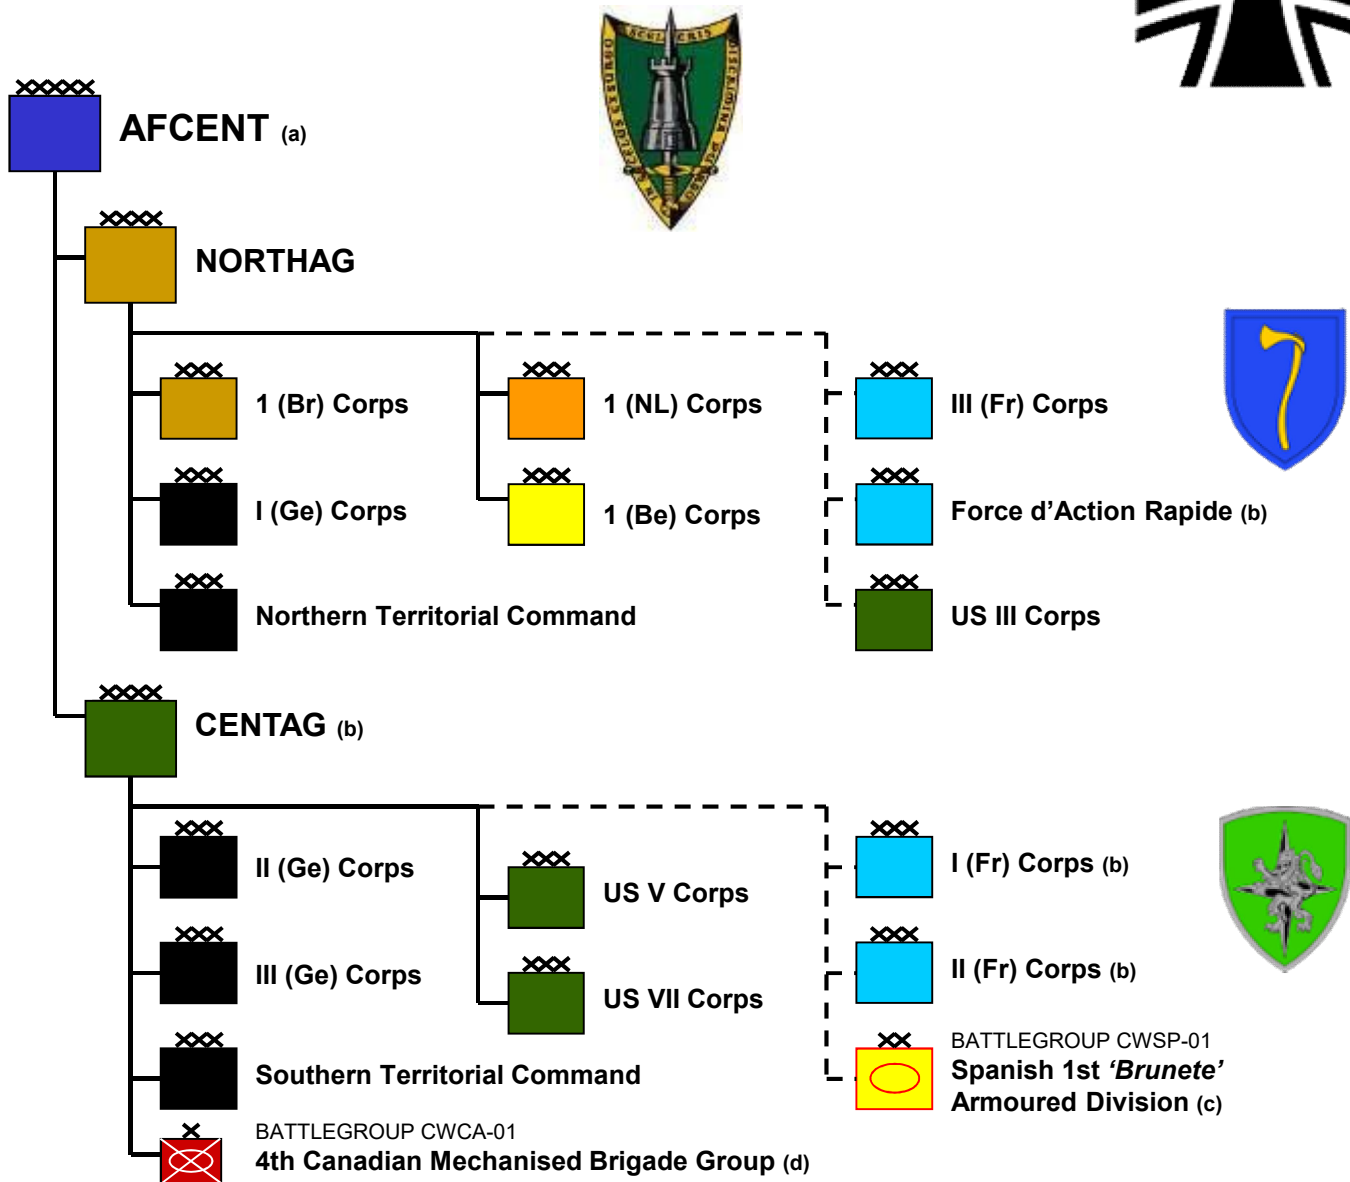 AFCENT (a)
NORTHAG
1 (Br) Corps
1 (NL) Corps
III (Fr) Corps
I (Ge) Corps
1 (Be) Corps
Force d’Action Rapide (b)
Northern Territorial Command
US III Corps
CENTAG (b)
II (Ge) Corps
US V Corps
I (Fr) Corps (b)
III (Ge) Corps
US VII Corps
II (Fr) Corps (b)
Southern Territorial Command
BATTLEGROUP CWSP-01
Spanish 1st ‘Brunete’
Armoured Division (c)
BATTLEGROUP CWCA-01
4th Canadian Mechanised Brigade Group (d)